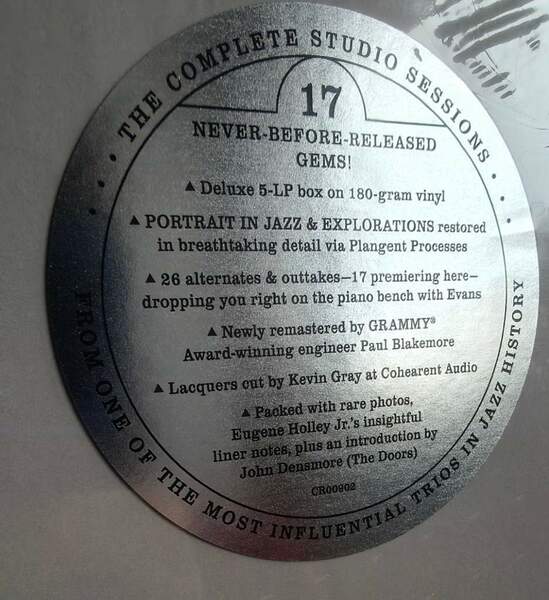 . . . THE COMPLETE STUDIO SESSIONS . . .
17
NEVER-BEFORE-RELEASED
GEMS!
▲ Deluxe 5-LP box on 180-gram vinyl
▲ PORTRAIT IN JAZZ & EXPLORATIONS restored
in breathtaking detail via Plangent Processes
▲ 26 alternates & outtakes—17 premiering here—
dropping you right on the piano bench with Evans
▲ Newly remastered by GRAMMY®
Award-winning engineer Paul Blakemore
▲ Lacquers cut by Kevin Gray at Cohearent Audio
▲ Packed with rare photos,
Eugene Holley Jr.'s insightful
liner notes, plus an introduction by
John Densmore (The Doors)
CR00902
FROM ONE OF THE MOST INFLUENTIAL TRIOS IN JAZZ HISTORY